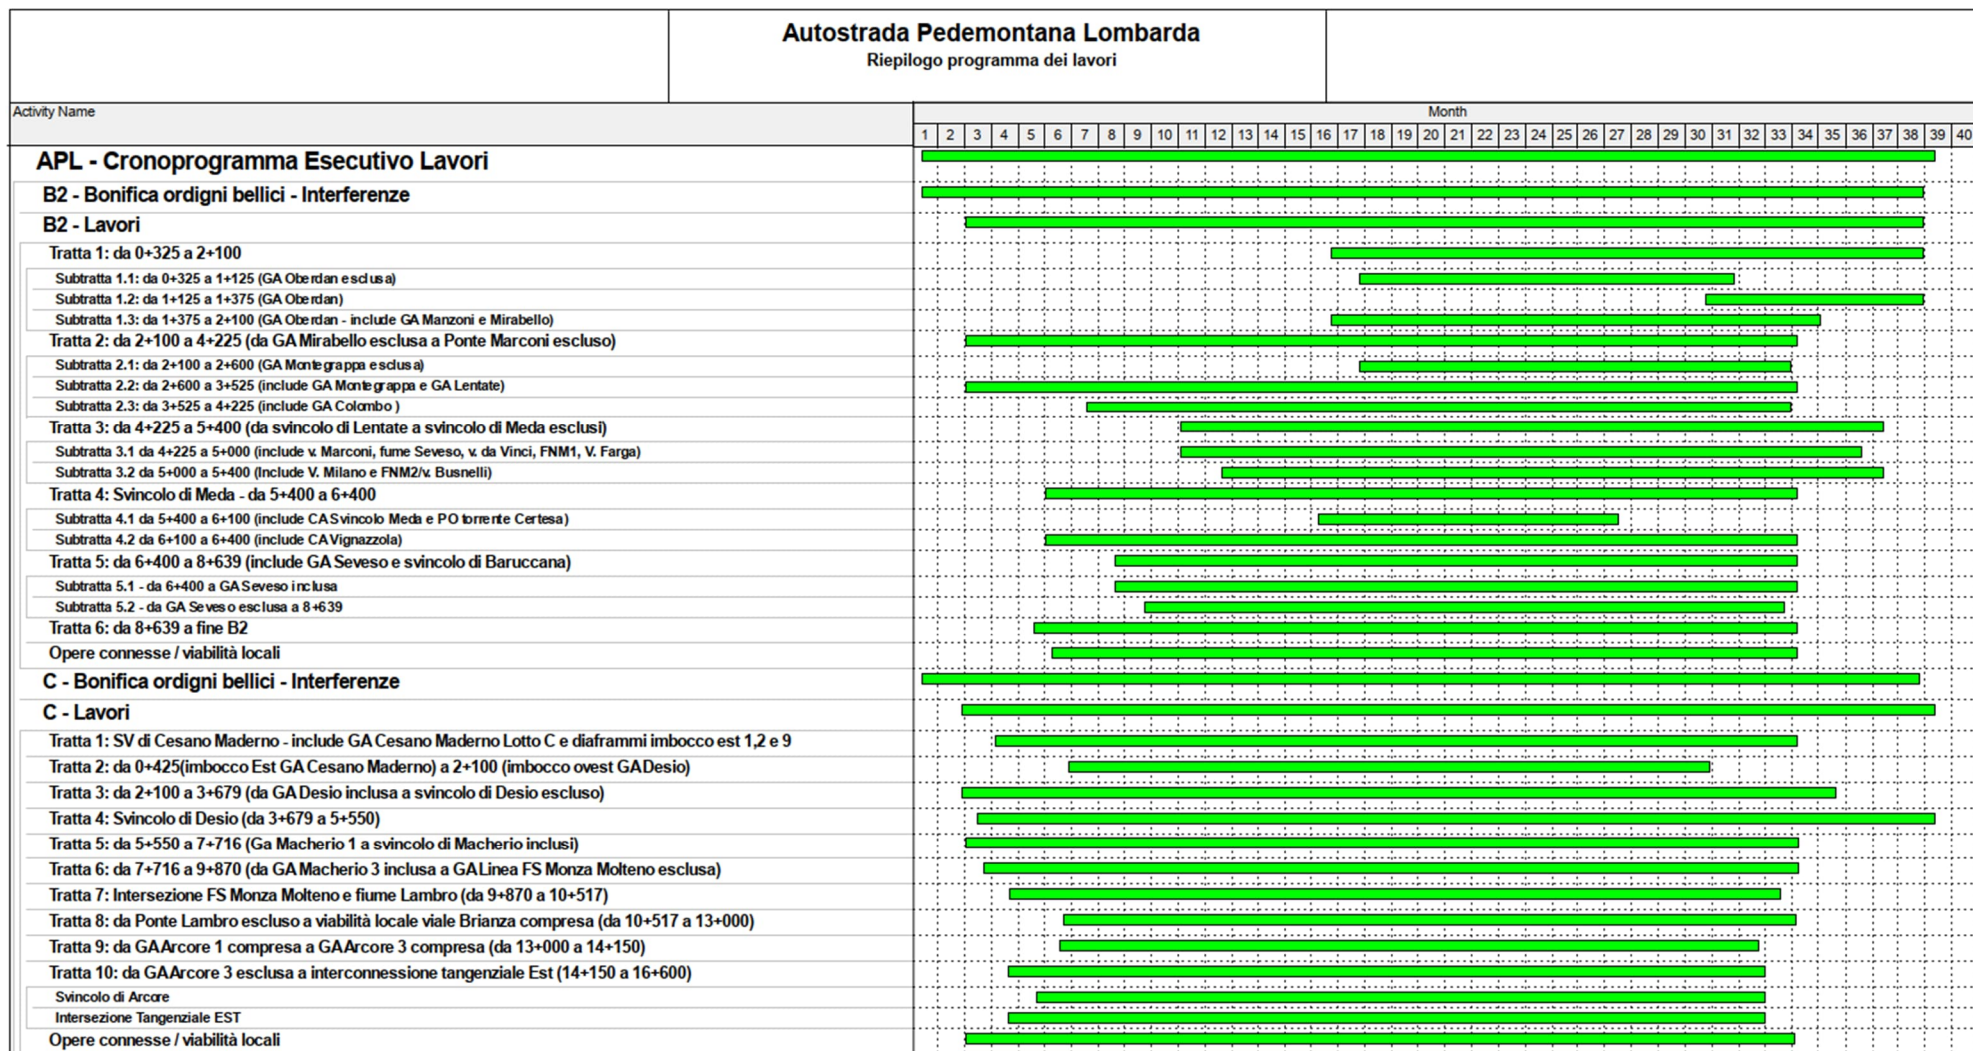 Autostrada Pedemontana Lombarda
Riepilogo programma dei lavori
Activity Name
Month
1 2 3 4 5 6 7 8 9 10 11 12 13 14 15 16 17 18 19 20 21 22 23 24 25 26 27 28 29 30 31 32 33 34 35 36 37 38 39 40
APL - Cronoprogramma Esecutivo Lavori
B2 - Bonifica ordigni bellici - Interferenze
B2 - Lavori
Tratta 1: da 0+325 a 2+100
Subtratta 1.1: da 0+325 a 1+125 (GA Oberdan esclusa)
Subtratta 1.2: da 1+125 a 1+375 (GA Oberdan)
Subtratta 1.3: da 1+375 a 2+100 (GA Oberdan - include GA Manzoni e Mirabello)
Tratta 2: da 2+100 a 4+225 (da GA Mirabello esclusa a Ponte Marconi escluso)
Subtratta 2.1: da 2+100 a 2+600 (GA Montegrappa esclusa)
Subtratta 2.2: da 2+600 a 3+525 (include GA Montegrappa e GA Lentate)
Subtratta 2.3: da 3+525 a 4+225 (include GA Colombo )
Tratta 3: da 4+225 a 5+400 (da svincolo di Lentate a svincolo di Meda esclusi)
Subtratta 3.1 da 4+225 a 5+000 (include v. Marconi, fume Seveso, v. da Vinci, FNM1, V. Farga)
Subtratta 3.2 da 5+000 a 5+400 (Include V. Milano e FNM2/v. Busnelli)
Tratta 4: Svincolo di Meda - da 5+400 a 6+400
Subtratta 4.1 da 5+400 a 6+100 (include CA Svincolo Meda e PO torrente Certesa)
Subtratta 4.2 da 6+100 a 6+400 (include CA Vignazzola)
Tratta 5: da 6+400 a 8+639 (include GA Seveso e svincolo di Baruccana)
Subtratta 5.1 - da 6+400 a GA Seveso inclusa
Subtratta 5.2 - da GA Seveso esclusa a 8+639
Tratta 6: da 8+639 a fine B2
Opere connesse / viabilità locali
C - Bonifica ordigni bellici - Interferenze
C - Lavori
Tratta 1: SV di Cesano Maderno - include GA Cesano Maderno Lotto C e diaframmi imbocco est 1,2 e 9
Tratta 2: da 0+425(imbocco Est GA Cesano Maderno) a 2+100 (imbocco ovest GA Desio)
Tratta 3: da 2+100 a 3+679 (da GA Desio inclusa a svincolo di Desio escluso)
Tratta 4: Svincolo di Desio (da 3+679 a 5+550)
Tratta 5: da 5+550 a 7+716 (Ga Macherio 1 a svincolo di Macherio inclusi)
Tratta 6: da 7+716 a 9+870 (da GA Macherio 3 inclusa a GA Linea FS Monza Molteno esclusa)
Tratta 7: Intersezione FS Monza Molteno e fiume Lambro (da 9+870 a 10+517)
Tratta 8: da Ponte Lambro escluso a viabilità locale viale Brianza compresa (da 10+517 a 13+000)
Tratta 9: da GA Arcore 1 compresa a GA Arcore 3 compresa (da 13+000 a 14+150)
Tratta 10: da GA Arcore 3 esclusa a interconnessione tangenziale Est (14+150 a 16+600)
Svincolo di Arcore
Intersezione Tangenziale EST
Opere connesse / viabilità locali